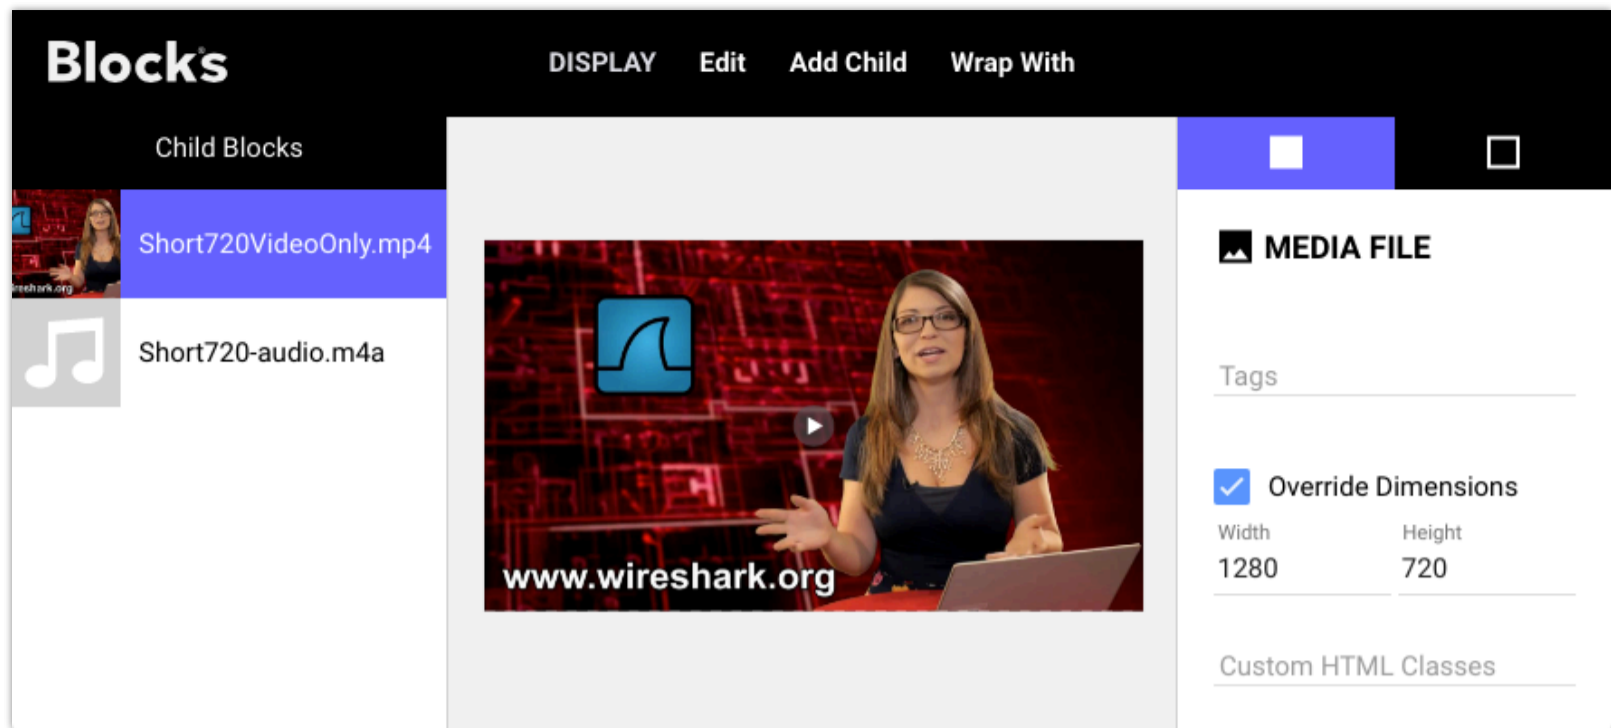 Blocks
DISPLAY Edit Add Child Wrap With
Child Blocks
Short720VideoOnly.mp4
Short720-audio.m4a
www.wireshark.org
MEDIA FILE
Tags
Override Dimensions
Width Height
1280 720
Custom HTML Classes